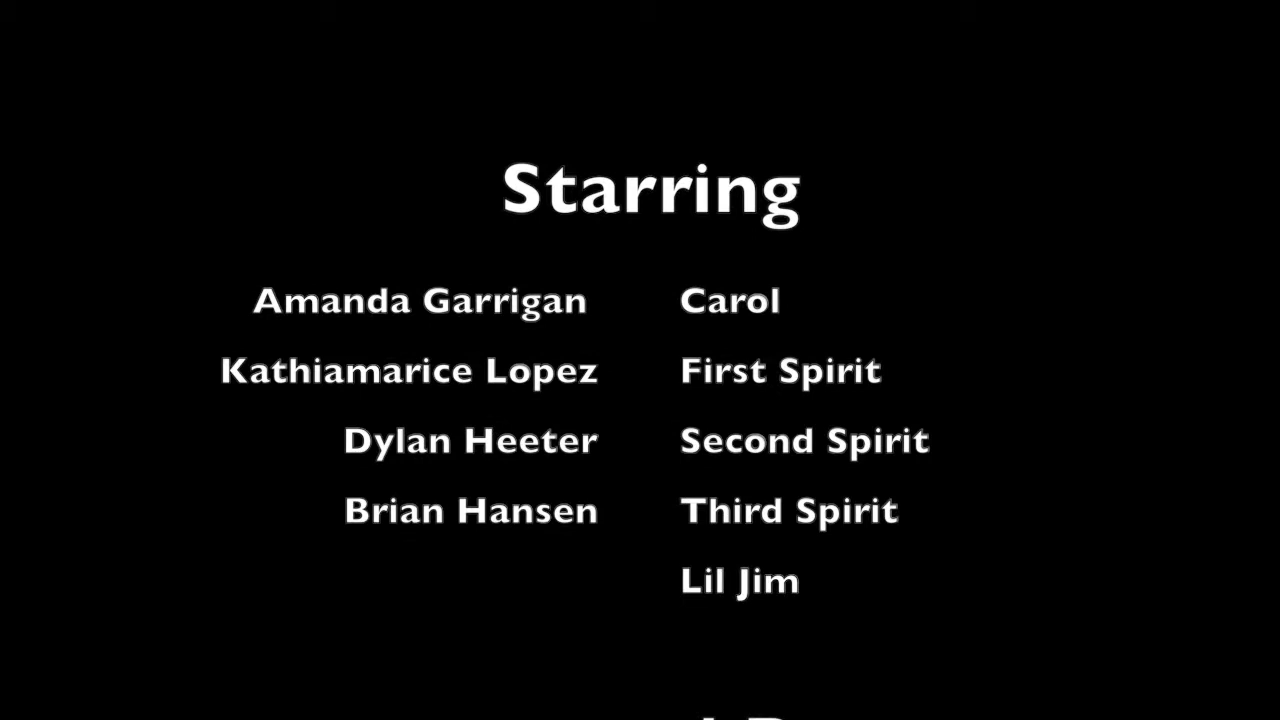 Starring
Amanda Garrigan Carol
Kathiamarice Lopez First Spirit
Dylan Heeter Second Spirit
Brian Hansen Third Spirit
Lil Jim